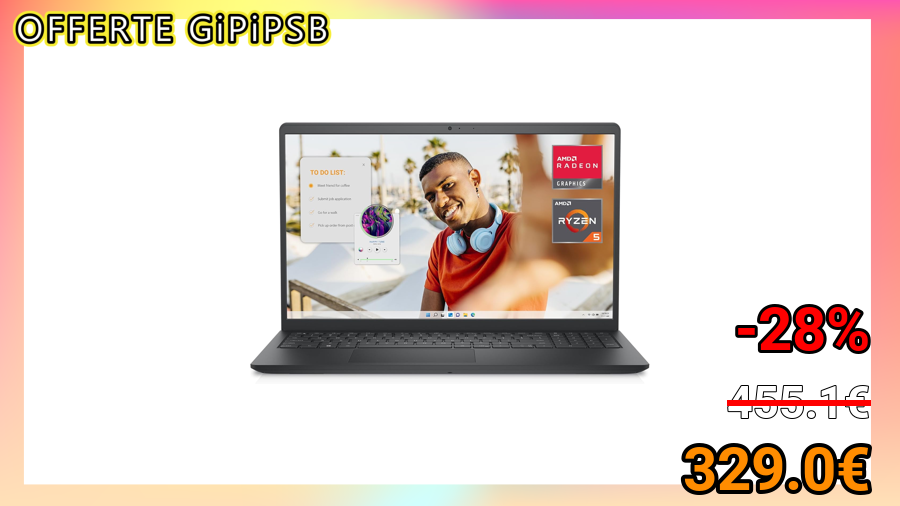 OFFERTE GiPiPSB
TO DO LIST:
AMD
RADEON
GRAPHICS
AMD
RYZEN
5
-28%
455.1€
329.0€